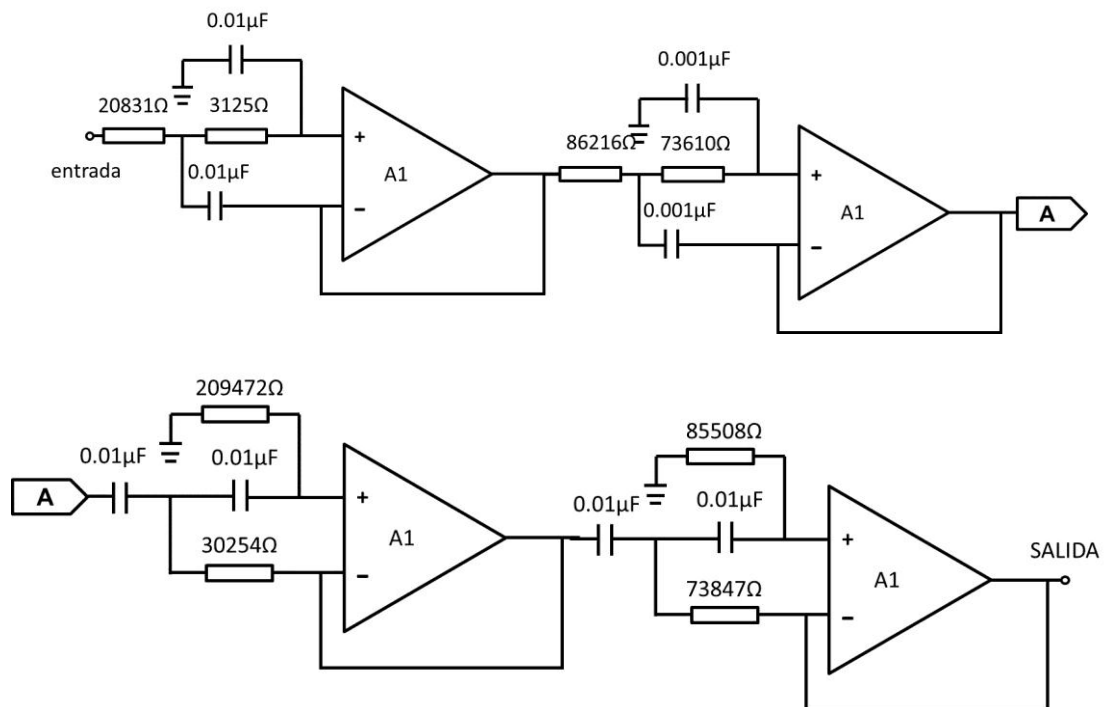 0.01µF
20831Ω
3125Ω
entrada
0.01µF
+
−
A1
0.001µF
86216Ω
73610Ω
0.001µF
+
−
A1
A
209472Ω
0.01µF
0.01µF
A
30254Ω
+
−
A1
85508Ω
0.01µF
0.01µF
73847Ω
+
−
A1
SALIDA